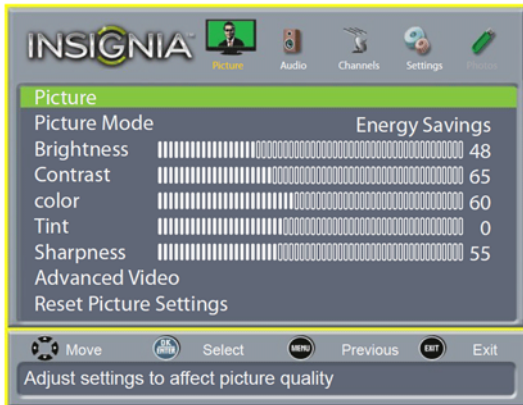 INSIGNIA
Picture Audio Channels Settings Photos
Picture
Picture Mode Energy Savings
Brightness 48
Contrast 65
color 60
Tint 0
Sharpness 55
Advanced Video
Reset Picture Settings
Move OK ENTER Select MENU Previous EXIT Exit
Adjust settings to affect picture quality